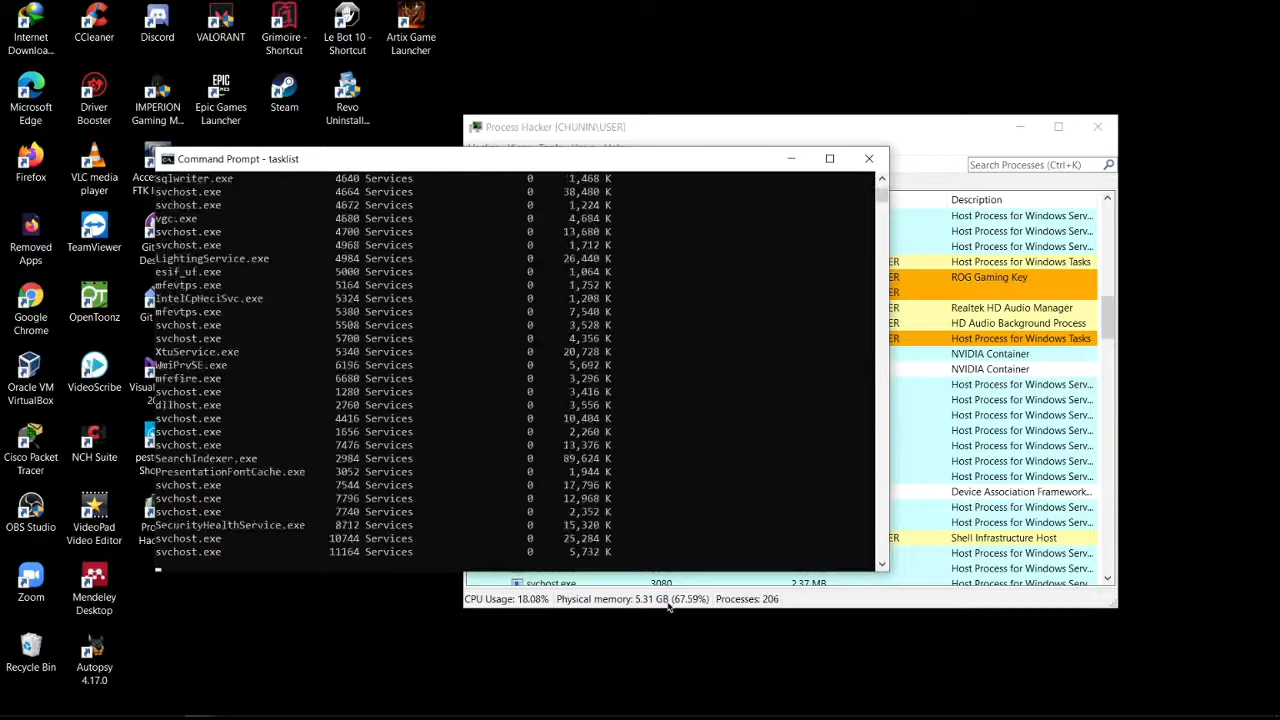 Internet Downloa...
CCleaner
Discord
VALORANT
Grimoire - Shortcut
Le Bot 10 - Shortcut
Artix Game Launcher
Microsoft Edge
Driver Booster
IMPERION Gaming M...
Epic Games Launcher
Steam
Revo Uninstall...
Firefox
VLC media player
Removed Apps
TeamViewer
Google Chrome
OpenToonz
Oracle VM VirtualBox
VideoScribe
Cisco Packet Tracer
NCH Suite
OBS Studio
VideoPad Video Editor
Zoom
Mendeley Desktop
Recycle Bin
Autopsy 4.17.0
Process Hacker [CHUNIN\USER]
Search Processes (Ctrl+K)
Command Prompt - tasklist
sqlwriter.exe 4640 Services 0 1,468 K
svchost.exe 4664 Services 0 38,480 K
svchost.exe 4672 Services 0 1,224 K
vgc.exe 4680 Services 0 4,684 K
svchost.exe 4700 Services 0 13,680 K
svchost.exe 4968 Services 0 1,712 K
LightingService.exe 4984 Services 0 26,440 K
esif_uf.exe 5000 Services 0 1,064 K
mfevtps.exe 5164 Services 0 1,752 K
IntelCpHeciSvc.exe 5324 Services 0 1,208 K
mfevtps.exe 5380 Services 0 7,540 K
svchost.exe 5508 Services 0 3,528 K
svchost.exe 5700 Services 0 4,356 K
XtuService.exe 5340 Services 0 20,728 K
WmiPrvSE.exe 6196 Services 0 5,692 K
mfefire.exe 6680 Services 0 3,296 K
svchost.exe 1280 Services 0 3,416 K
dllhost.exe 2760 Services 0 3,556 K
svchost.exe 4416 Services 0 10,404 K
svchost.exe 1656 Services 0 2,260 K
svchost.exe 7476 Services 0 13,376 K
SearchIndexer.exe 2984 Services 0 89,624 K
PresentationFontCache.exe 3052 Services 0 1,944 K
svchost.exe 7544 Services 0 17,796 K
svchost.exe 7796 Services 0 12,968 K
svchost.exe 7740 Services 0 2,352 K
SecurityHealthService.exe 8712 Services 0 15,320 K
svchost.exe 10744 Services 0 25,284 K
svchost.exe 11164 Services 0 5,732 K
Description
Host Process for Windows Serv...
Host Process for Windows Serv...
Host Process for Windows Serv...
ER Host Process for Windows Tasks
ER ROG Gaming Key
ER
Realtek HD Audio Manager
HD Audio Background Process
Host Process for Windows Tasks
NVIDIA Container
NVIDIA Container
Host Process for Windows Serv...
Host Process for Windows Serv...
Host Process for Windows Serv...
Host Process for Windows Serv...
Host Process for Windows Serv...
Host Process for Windows Serv...
Host Process for Windows Serv...
Device Association Framework...
Host Process for Windows Serv...
Host Process for Windows Serv...
ER Shell Infrastructure Host
Host Process for Windows Serv...
Host Process for Windows Serv...
svchost.exe 3080 2.37 MB Host Process for Windows Serv...
CPU Usage: 18.08% Physical memory: 5.31 GB (67.59%) Processes: 206